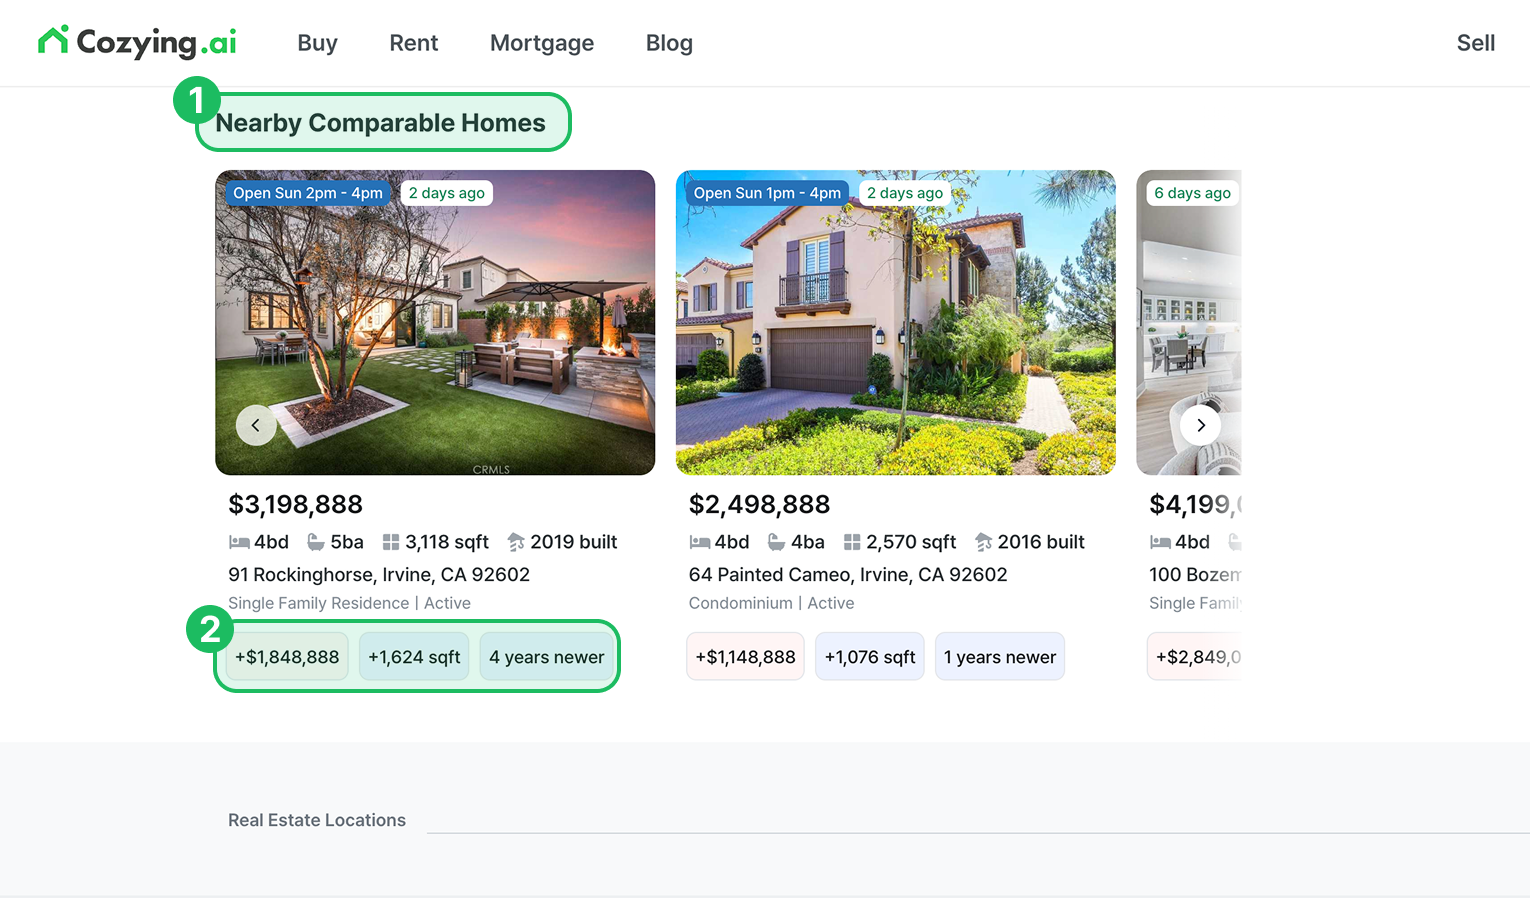 Cozying.ai Buy Rent Mortgage Blog Sell
1
Nearby Comparable Homes
Open Sun 2pm - 4pm 2 days ago
CRMLS
$3,198,888
4bd 5ba 3,118 sqft 2019 built
91 Rockinghorse, Irvine, CA 92602
Single Family Residence | Active
2
+$1,848,888 +1,624 sqft 4 years newer
Open Sun 1pm - 4pm 2 days ago
$2,498,888
4bd 4ba 2,570 sqft 2016 built
64 Painted Cameo, Irvine, CA 92602
Condominium | Active
+$1,148,888 +1,076 sqft 1 years newer
6 days ago
$4,199,
4bd
100 Bozem
Single Family
+$2,849,0
Real Estate Locations